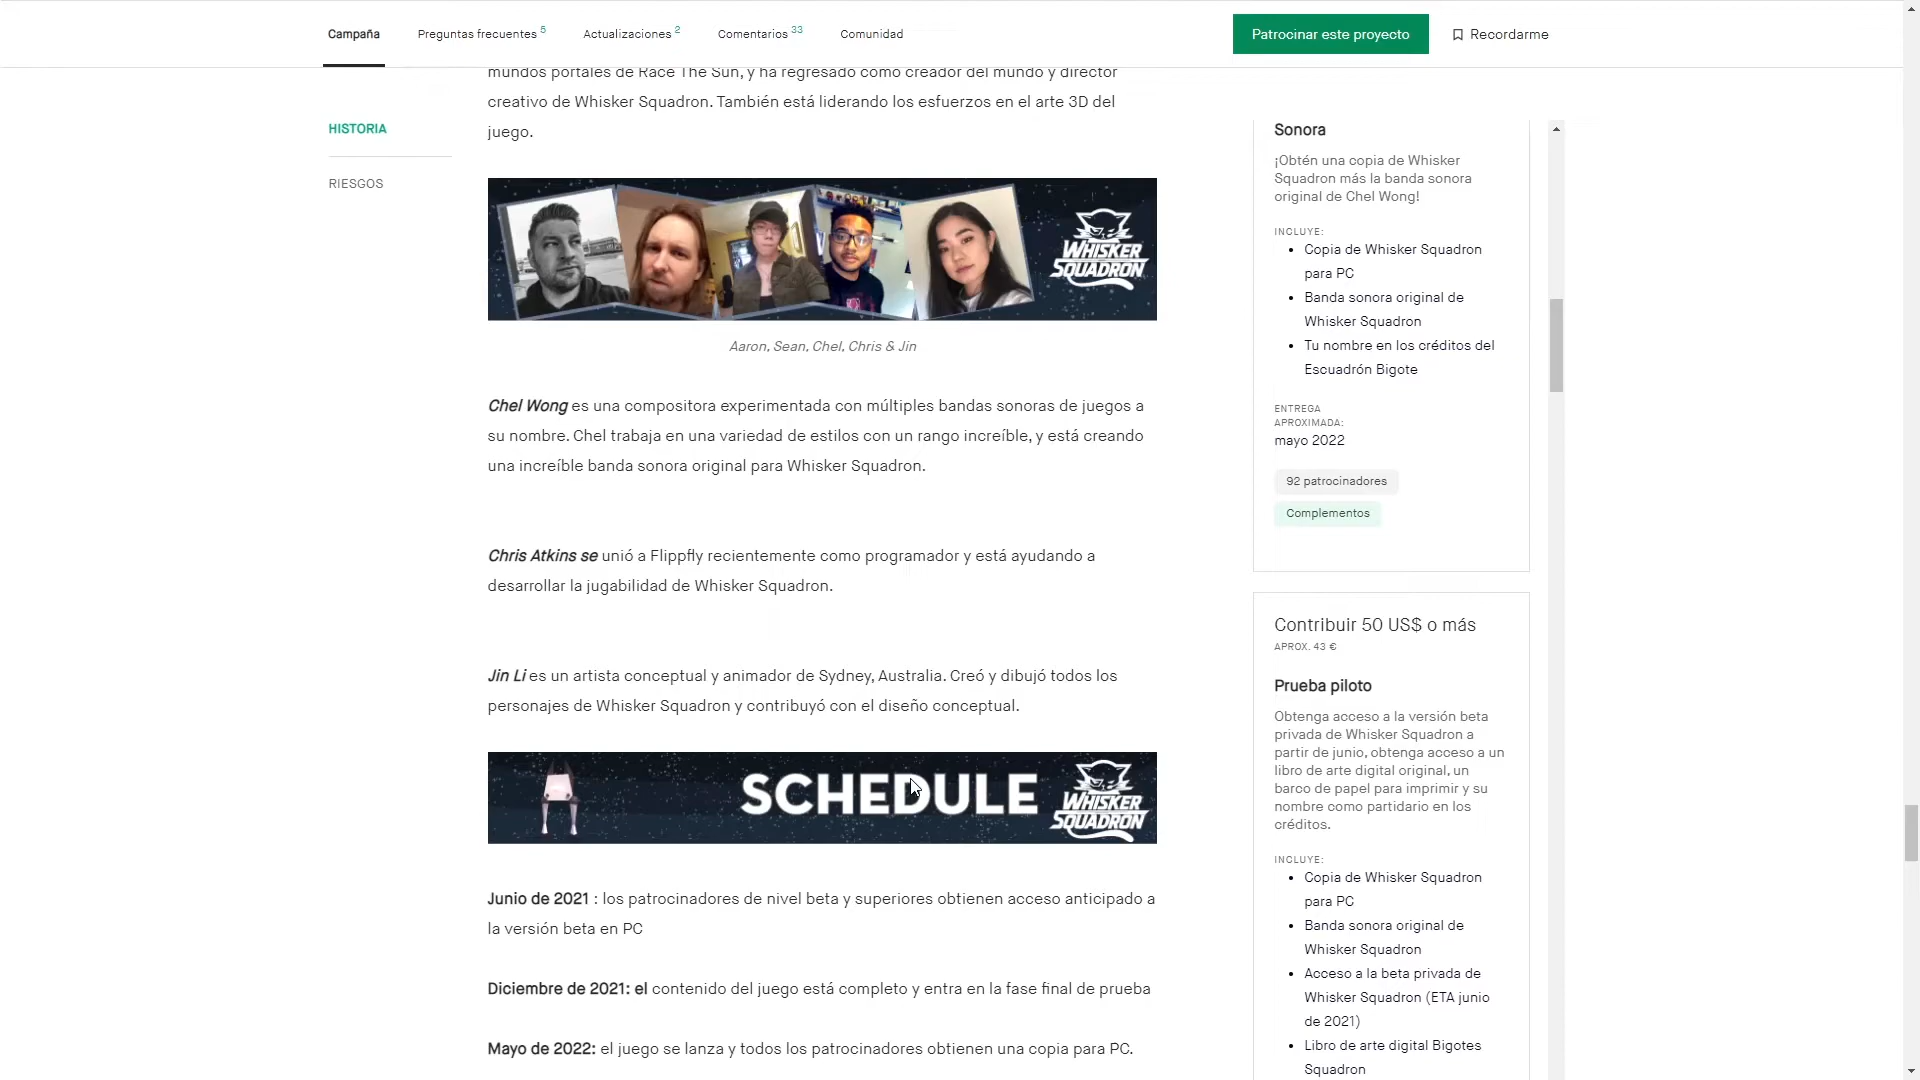 Campaña
Preguntas frecuentes 5
Actualizaciones 2
Comentarios 33
Comunidad
Patrocinar este proyecto
Recordarme
HISTORIA
RIESGOS
mundos portales de Race The Sun, y ha regresado como creador del mundo y director
creativo de Whisker Squadron. También está liderando los esfuerzos en el arte 3D del
juego.
WHISKER
SQUADRON
Aaron, Sean, Chel, Chris & Jin
Chel Wong es una compositora experimentada con múltiples bandas sonoras de juegos a
su nombre. Chel trabaja en una variedad de estilos con un rango increíble, y está creando
una increíble banda sonora original para Whisker Squadron.
Chris Atkins se unió a Flippfly recientemente como programador y está ayudando a
desarrollar la jugabilidad de Whisker Squadron.
Jin Li es un artista conceptual y animador de Sydney, Australia. Creó y dibujó todos los
personajes de Whisker Squadron y contribuyó con el diseño conceptual.
SCHEDULE
WHISKER
SQUADRON
Junio de 2021 : los patrocinadores de nivel beta y superiores obtienen acceso anticipado a
la versión beta en PC
Diciembre de 2021: el contenido del juego está completo y entra en la fase final de prueba
Mayo de 2022: el juego se lanza y todos los patrocinadores obtienen una copia para PC.
Sonora
¡Obtén una copia de Whisker
Squadron más la banda sonora
original de Chel Wong!
INCLUYE:
• Copia de Whisker Squadron
para PC
• Banda sonora original de
Whisker Squadron
• Tu nombre en los créditos del
Escuadrón Bigote
ENTREGA
APROXIMADA:
mayo 2022
92 patrocinadores
Complementos
Contribuir 50 US$ o más
APROX. 43 €
Prueba piloto
Obtenga acceso a la versión beta
privada de Whisker Squadron a
partir de junio, obtenga acceso a un
libro de arte digital original, un
barco de papel para imprimir y su
nombre como partidario en los
créditos.
INCLUYE:
• Copia de Whisker Squadron
para PC
• Banda sonora original de
Whisker Squadron
• Acceso a la beta privada de
Whisker Squadron (ETA junio
de 2021)
• Libro de arte digital Bigotes
Squadron